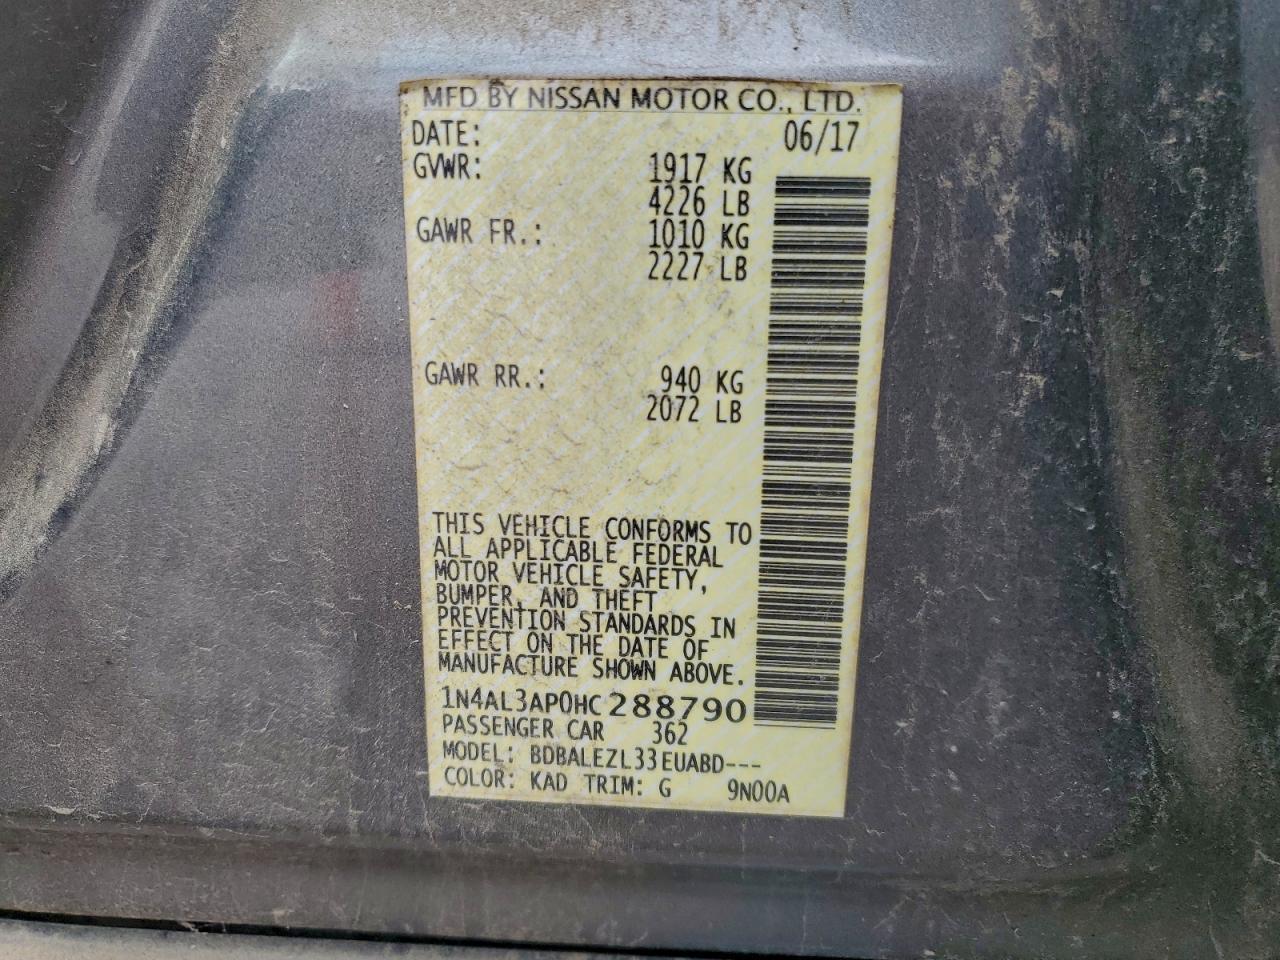 MFD BY NISSAN MOTOR CO., LTD.
DATE: 06/17
GVWR: 1917 KG
4226 LB
GAWR FR.: 1010 KG
2227 LB
GAWR RR.: 940 KG
2072 LB
THIS VEHICLE CONFORMS TO
ALL APPLICABLE FEDERAL
MOTOR VEHICLE SAFETY,
BUMPER, AND THEFT
PREVENTION STANDARDS IN
EFFECT ON THE DATE OF
MANUFACTURE SHOWN ABOVE.
1N4AL3AP0HC288790
PASSENGER CAR 362
MODEL: BDBALEZL33EUABD---
COLOR: KAD TRIM: G 9N00A